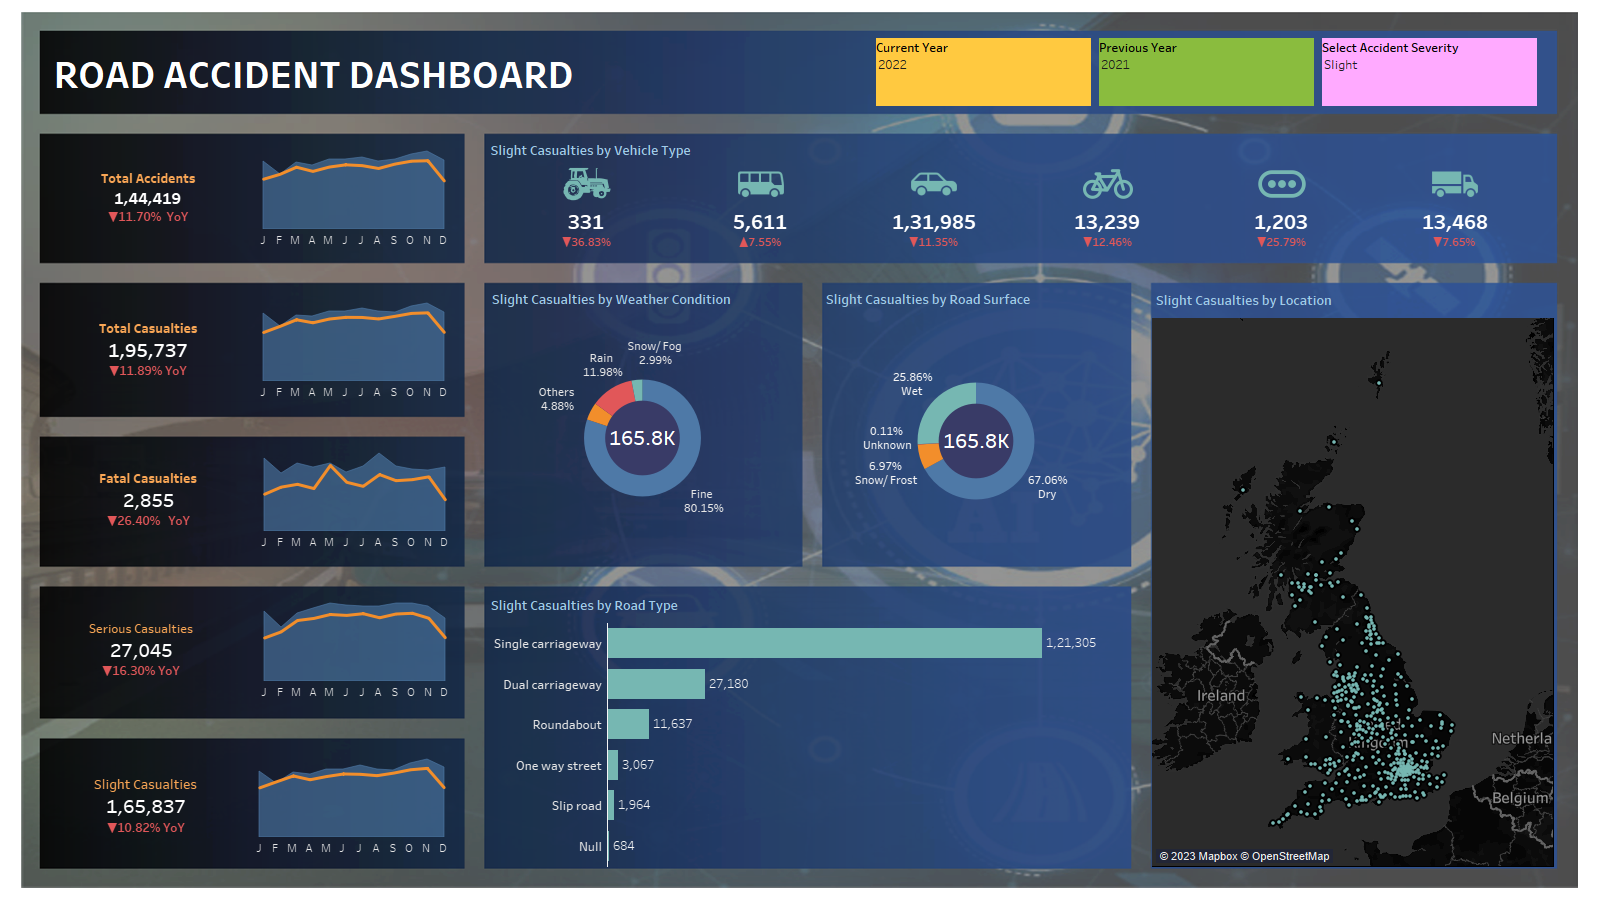 ROAD ACCIDENT DASHBOARD
Current Year
2022
Previous Year
2021
Select Accident Severity
Slight
Total Accidents
1,44,419
▼11.70% YoY
J F M A M J J A S O N D
Slight Casualties by Vehicle Type
331
▼36.83%
5,611
▲7.55%
1,31,985
▼11.35%
13,239
▼12.46%
1,203
▼25.79%
13,468
▼7.65%
Total Casualties
1,95,737
▼11.89% YoY
J F M A M J J A S O N D
Fatal Casualties
2,855
▼26.40% YoY
J F M A M J J A S O N D
Serious Casualties
27,045
▼16.30% YoY
J F M A M J J A S O N D
Slight Casualties
1,65,837
▼10.82% YoY
J F M A M J J A S O N D
Slight Casualties by Weather Condition
Snow/ Fog
2.99%
Rain
11.98%
Others
4.88%
165.8K
Fine
80.15%
Slight Casualties by Road Surface
25.86%
Wet
0.11%
Unknown
6.97%
Snow/ Frost
165.8K
67.06%
Dry
Slight Casualties by Road Type
Single carriageway 1,21,305
Dual carriageway 27,180
Roundabout 11,637
One way street 3,067
Slip road 1,964
Null 684
Slight Casualties by Location
Ireland
Netherla
Belgium
© 2023 Mapbox © OpenStreetMap